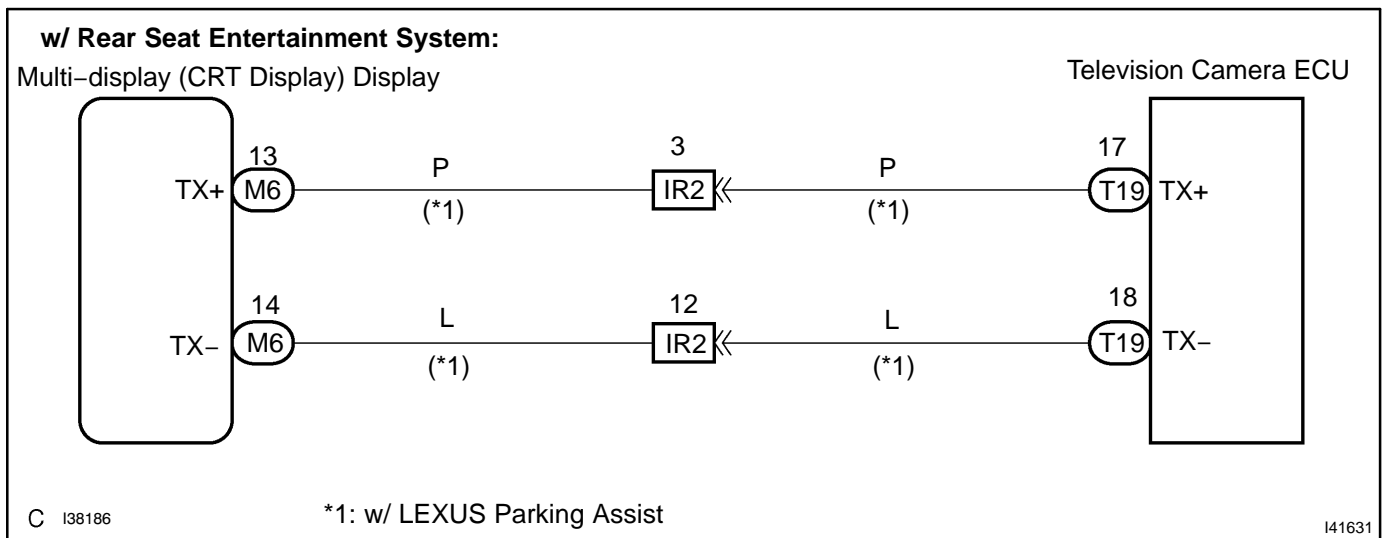 w/ Rear Seat Entertainment System:
Multi−display (CRT Display) Display
Television Camera ECU
13
3
17
P
P
TX+
M6
IR2
T19
TX+
(*1)
(*1)
14
12
18
L
L
TX−
M6
IR2
T19
TX−
(*1)
(*1)
C I38186
*1: w/ LEXUS Parking Assist
I41631